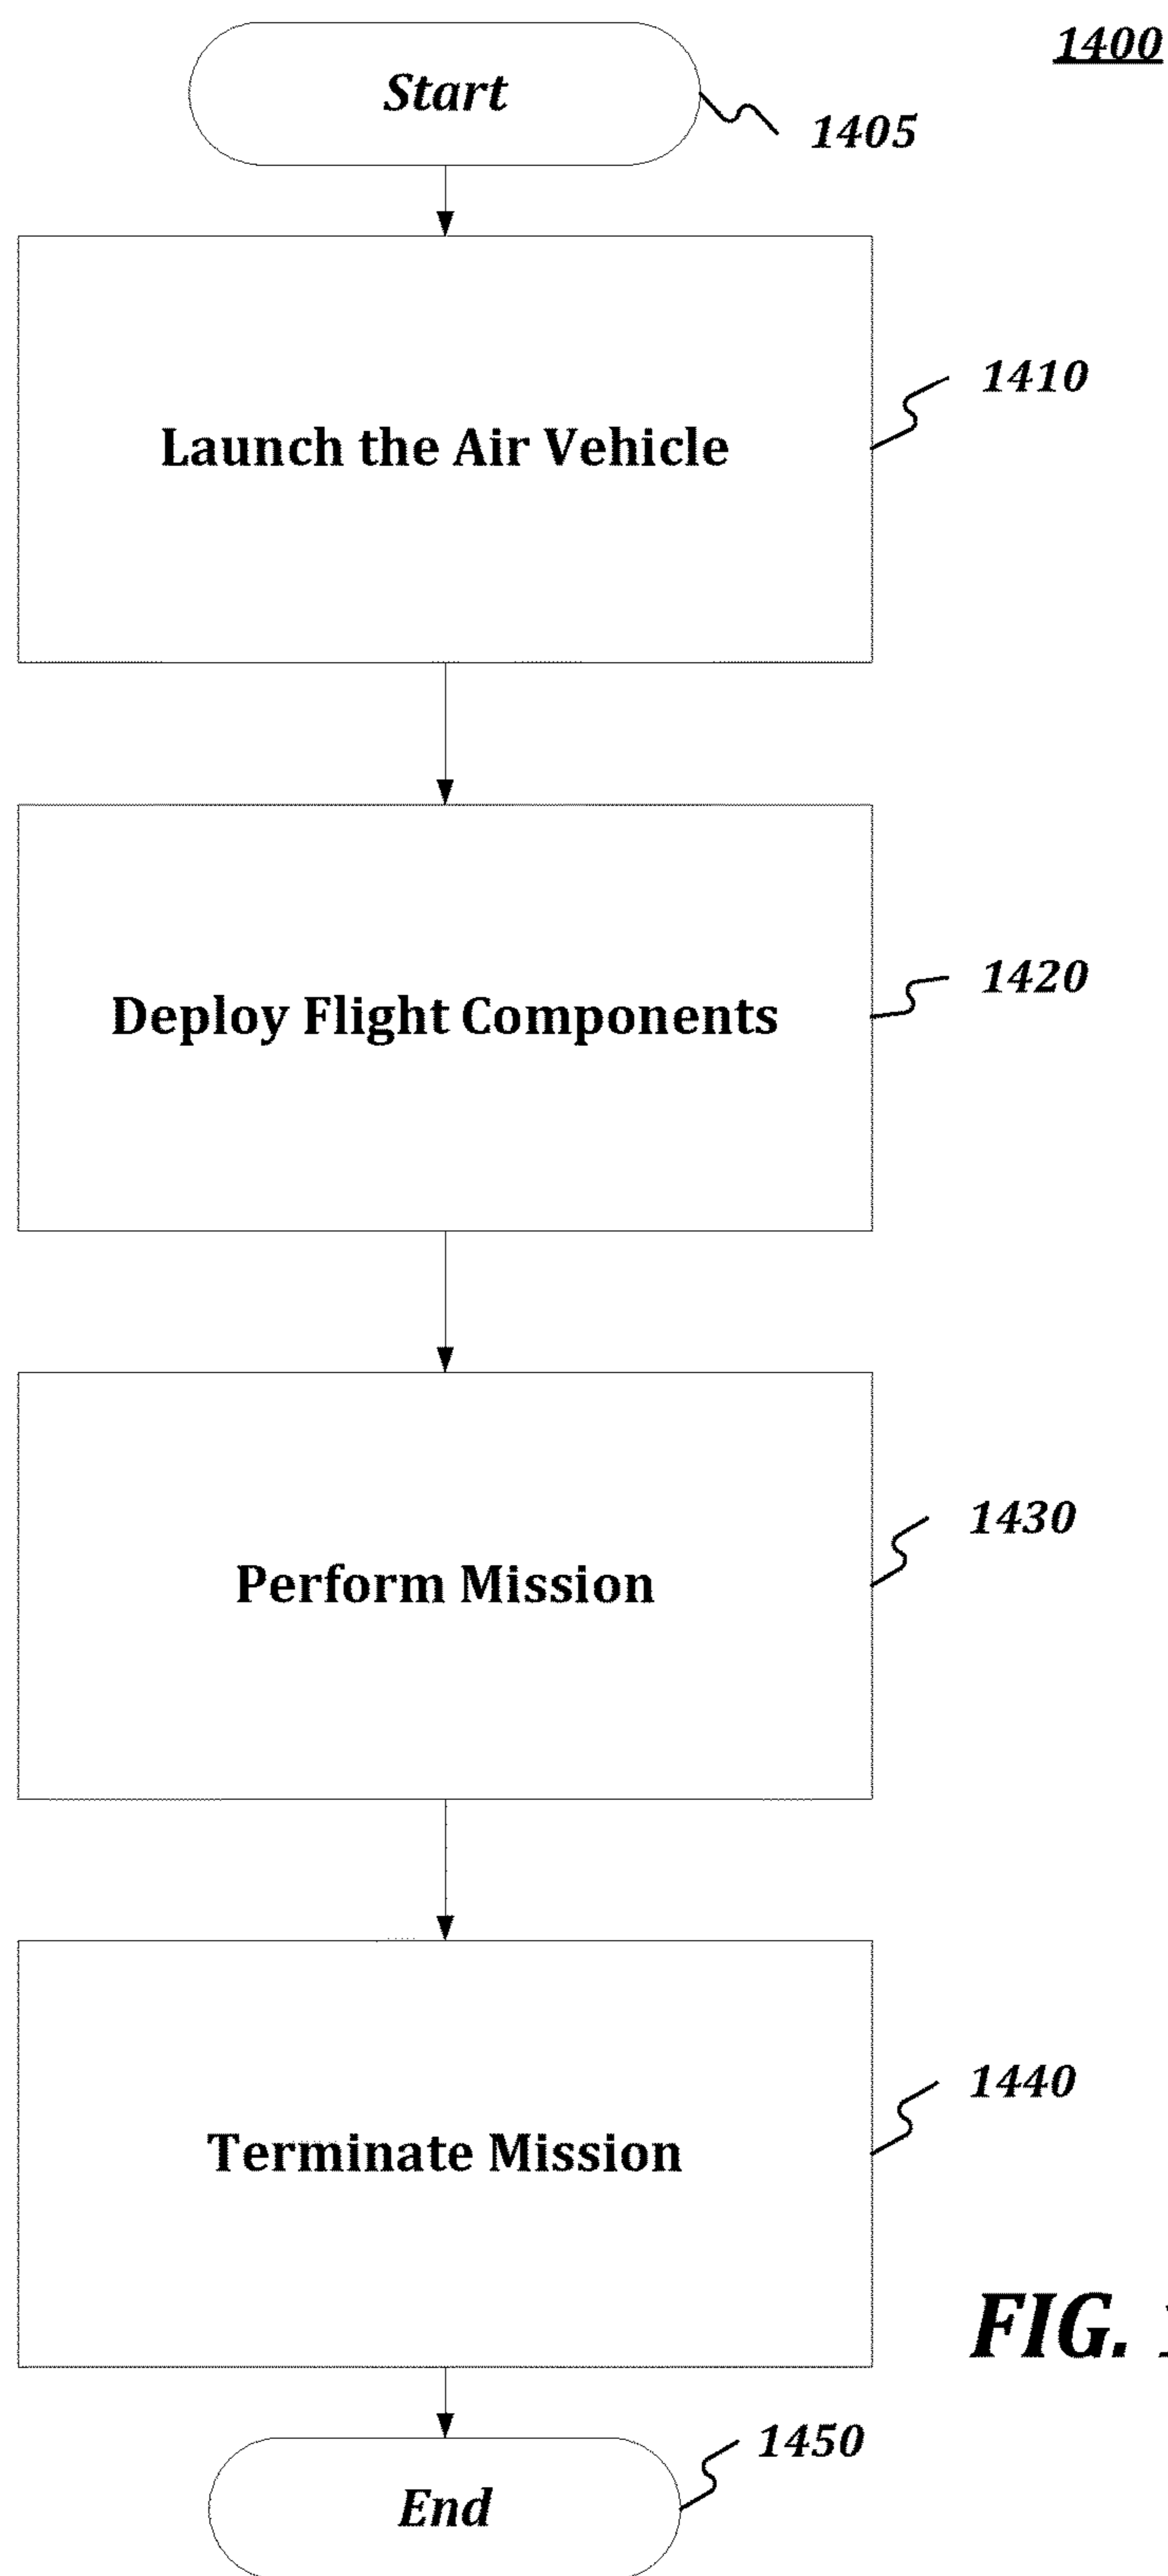 1400
Start
1405
Launch the Air Vehicle
1410
Deploy Flight Components
1420
Perform Mission
1430
Terminate Mission
1440
FIG.
End
1450